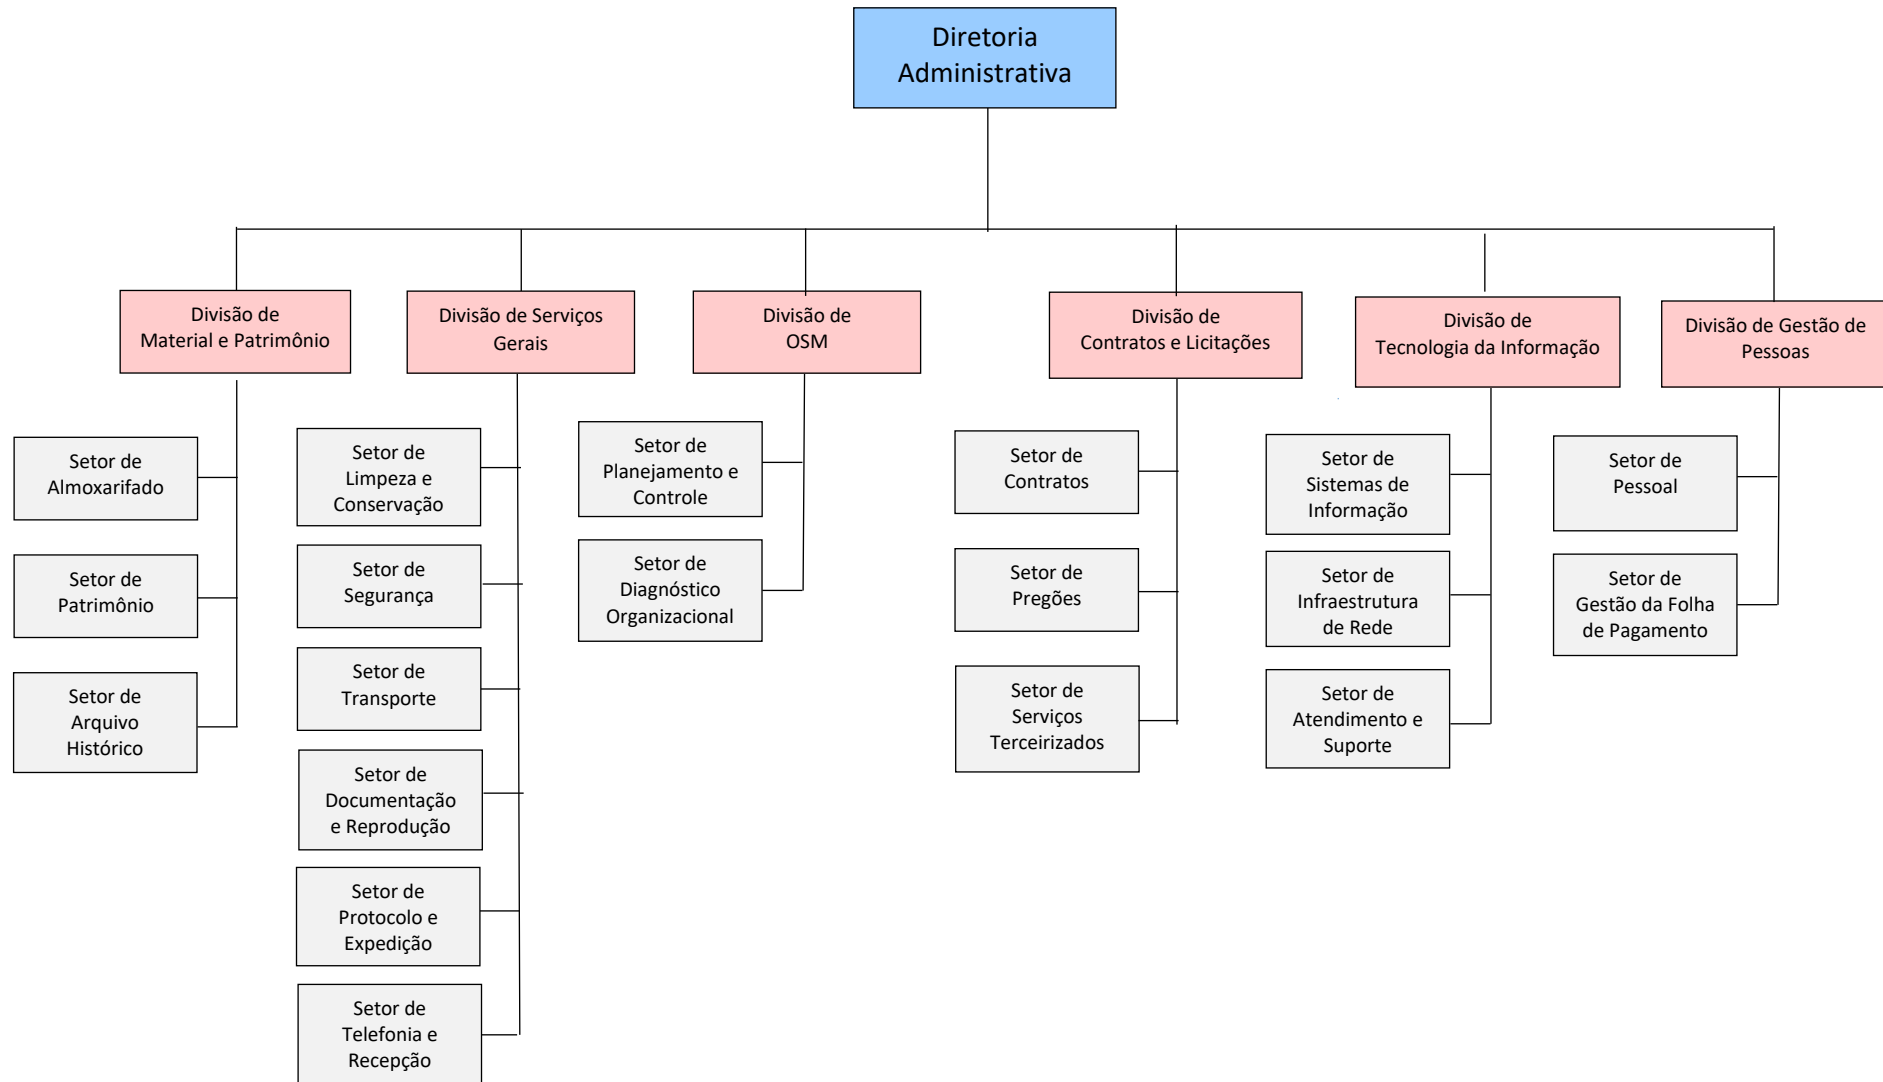 Diretoria
Administrativa
Divisão de
Material e Patrimônio
Divisão de Serviços
Gerais
Divisão de
OSM
Divisão de
Contratos e Licitações
Divisão de
Tecnologia da Informação
Divisão de Gestão de
Pessoas
Setor de
Almoxarifado
Setor de
Patrimônio
Setor de
Arquivo
Histórico
Setor de
Limpeza e
Conservação
Setor de
Segurança
Setor de
Transporte
Setor de
Documentação
e Reprodução
Setor de
Protocolo e
Expedição
Setor de
Telefonia e
Recepção
Setor de
Planejamento e
Controle
Setor de
Diagnóstico
Organizacional
Setor de
Contratos
Setor de
Pregões
Setor de
Serviços
Terceirizados
Setor de
Sistemas de
Informação
Setor de
Infraestrutura
de Rede
Setor de
Atendimento e
Suporte
Setor de
Pessoal
Setor de
Gestão da Folha
de Pagamento